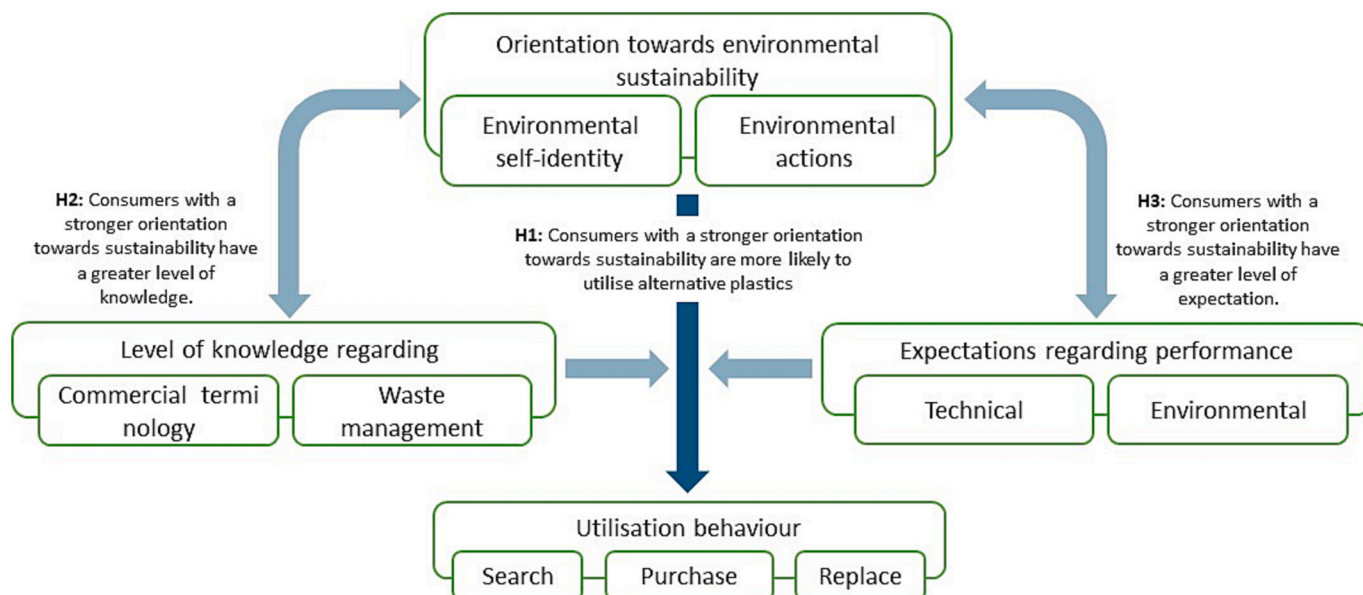 Orientation towards environmental
sustainability
Environmental
self-identity
Environmental
actions
H2: Consumers with a
stronger orientation
towards sustainability have
a greater level of
knowledge.
H1: Consumers with a stronger orientation
towards sustainability are more likely to
utilise alternative plastics
H3: Consumers with a
stronger orientation
towards sustainability have
a greater level of
expectation.
Level of knowledge regarding
Commercial termi
nology
Waste
management
Expectations regarding performance
Technical
Environmental
Utilisation behaviour
Search
Purchase
Replace